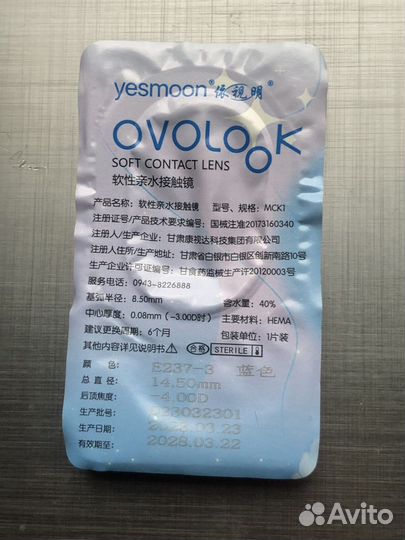 yesmoon® 依视明®
OVOLOOK
SOFT CONTACT LENS
软性亲水接触镜
产品名称: 软性亲水接触镜 型号、规格: MCK1
注册证号/产品技术要求编号: 国械注准20173160340
注册人/生产企业: 甘肃康视达科技集团有限公司
注册人住所/生产地址: 甘肃省白银市白银区创新南路10号
生产企业许可证编号: 甘食药监械生产许20120003号
服务电话: 0943-8226888
基弧半径: 8.50mm 含水量: 40%
中心厚度: 0.08mm (-3.00D时) 主要材料: HEMA
建议更换周期: 6个月 包装单位: 1片装
其他内容详见说明书 合格 STERILE
颜 色: E237-3 蓝色
总 直 径: 14.50mm
后顶焦度: -4.00D
生产批号: E23032301
生产日期: 2023.03.23
有效期至: 2028.03.22
Avito